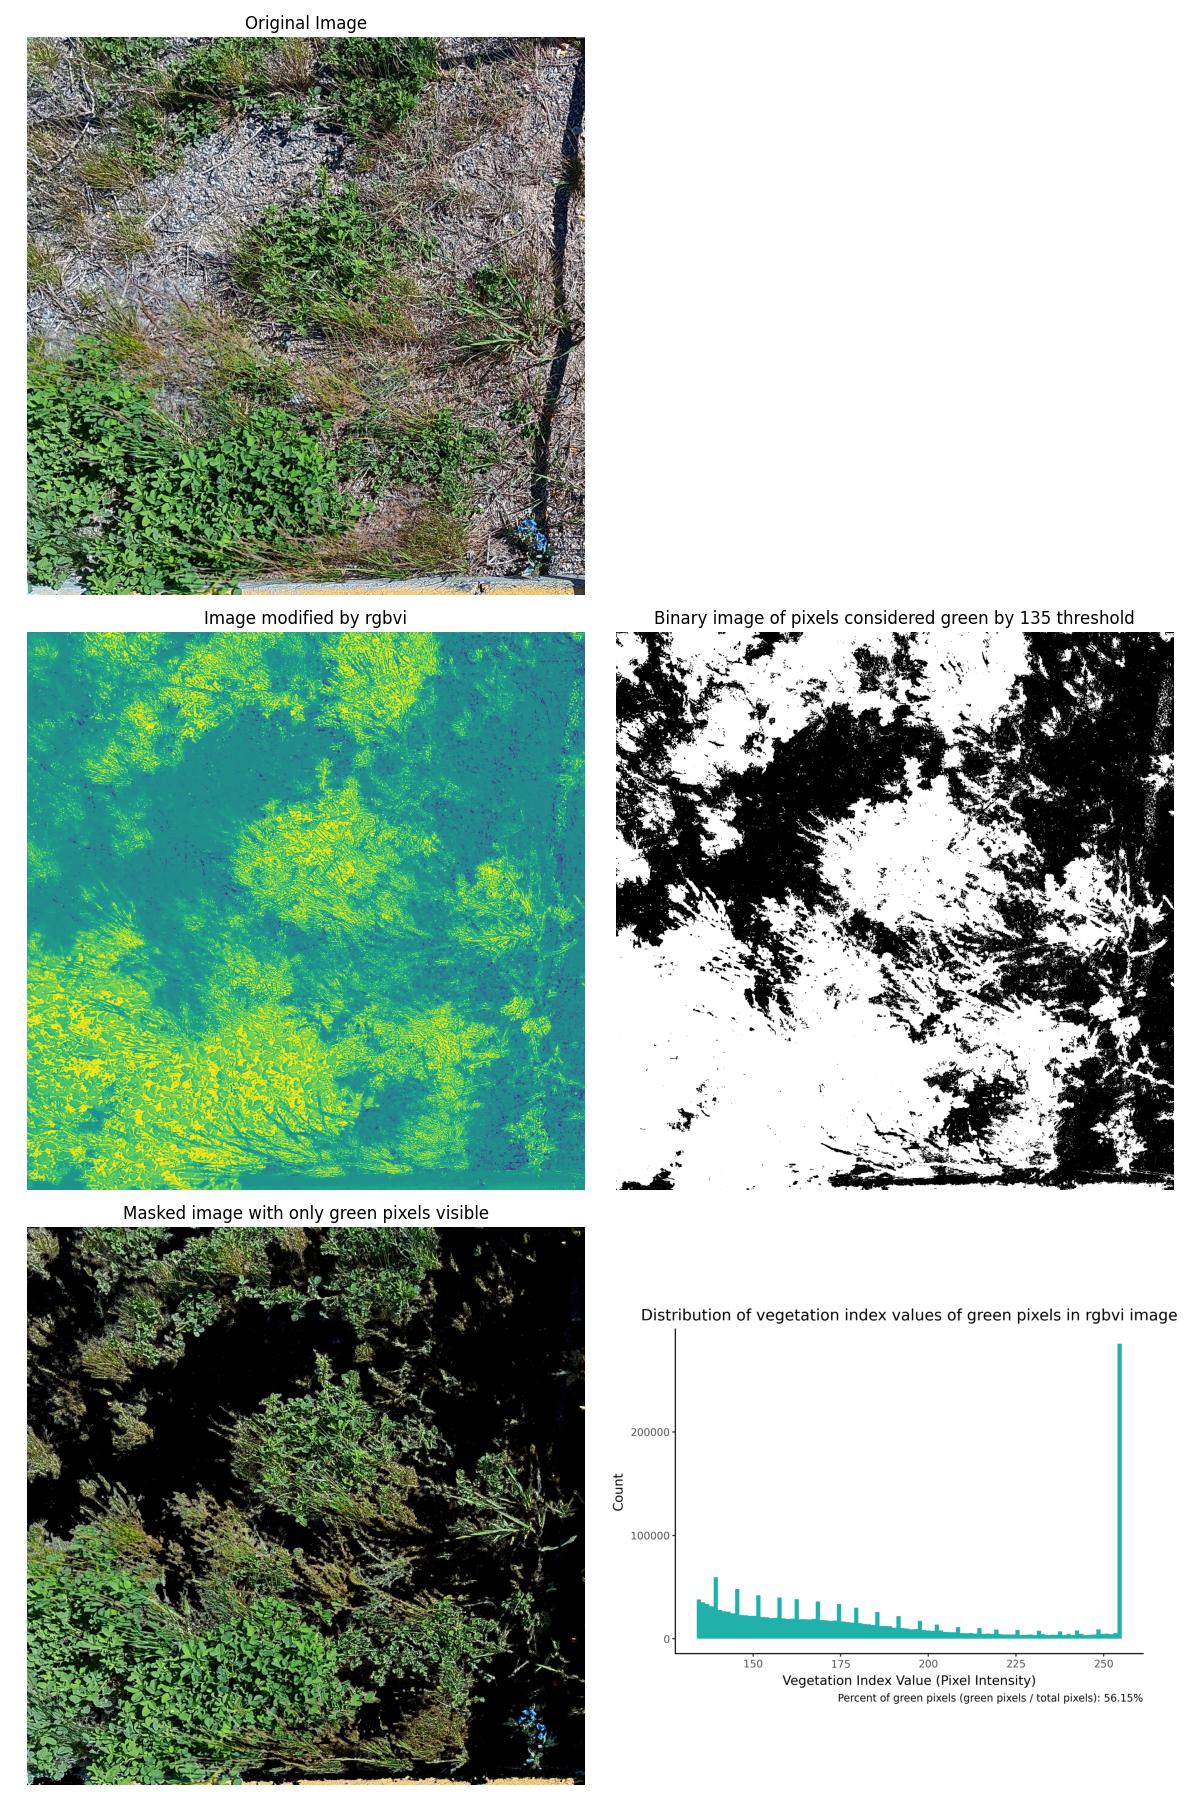 Original Image
Image modified by rgbvi
Binary image of pixels considered green by 135 threshold
Masked image with only green pixels visible
Distribution of vegetation index values of green pixels in rgbvi image
Count
200000
100000
0
150
175
200
225
250
Vegetation Index Value (Pixel Intensity)
Percent of green pixels (green pixels / total pixels): 56.15%